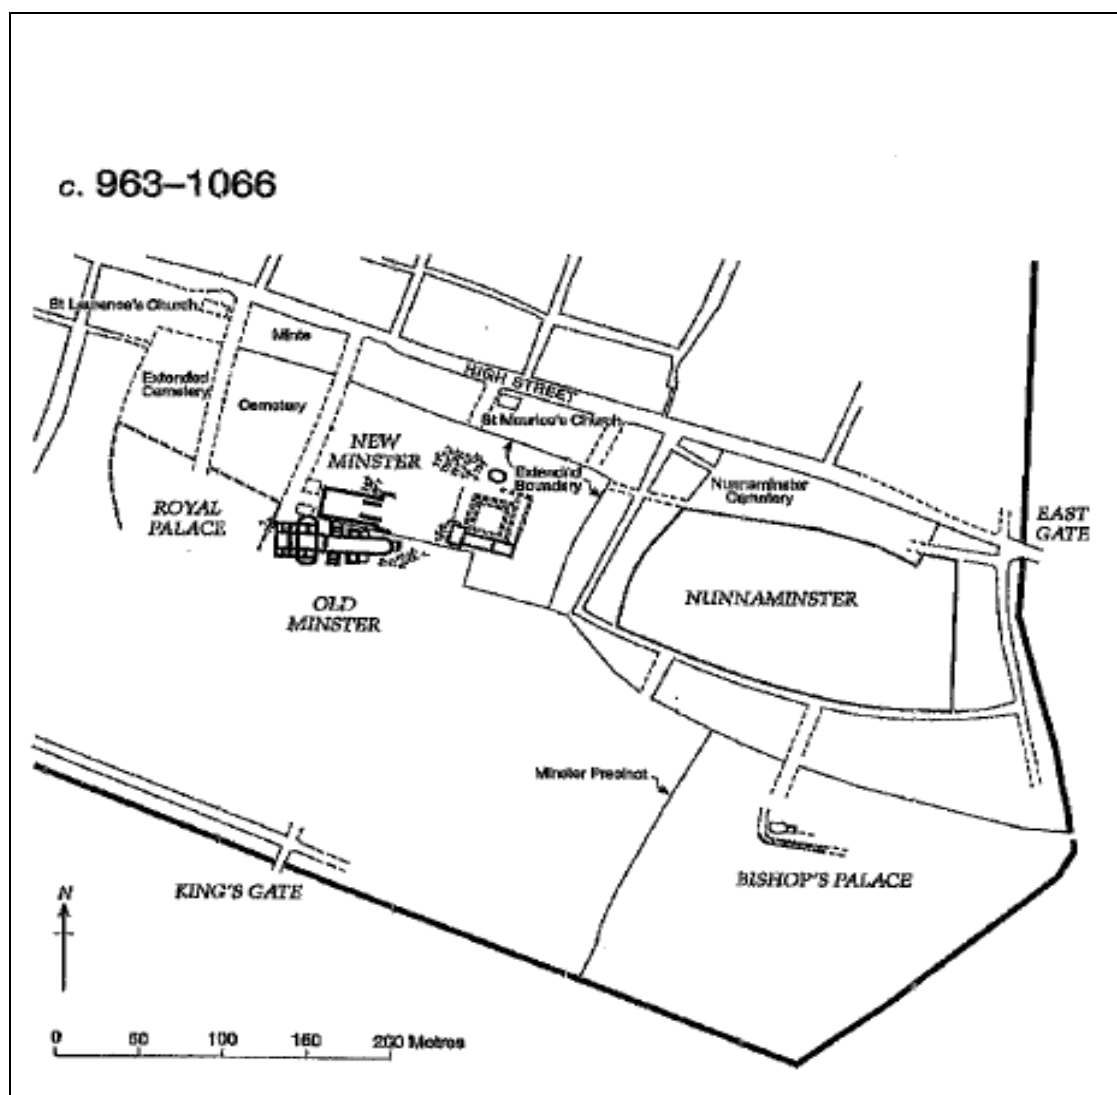 c. 963–1066
St Laurence's Church
Mints
Extended
Cemetery
Cemetery
HIGH STREET
St Maurice's Church
NEW
MINSTER
Extended
Boundary
Nunnaminster
Cemetery
ROYAL
PALACE
EAST
GATE
OLD
MINSTER
NUNNAMINSTER
Minster Precinct
KING'S GATE
BISHOP'S PALACE
N
0 50 100 150 200 Metres